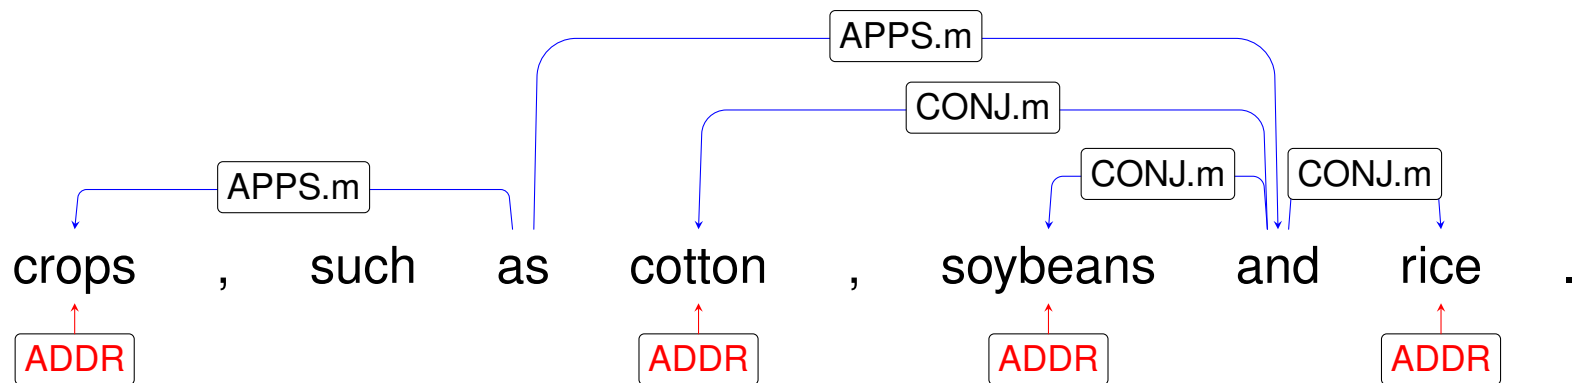 APPS.m
CONJ.m
APPS.m CONJ.m CONJ.m
crops , such as cotton , soybeans and rice .
ADDR ADDR ADDR ADDR